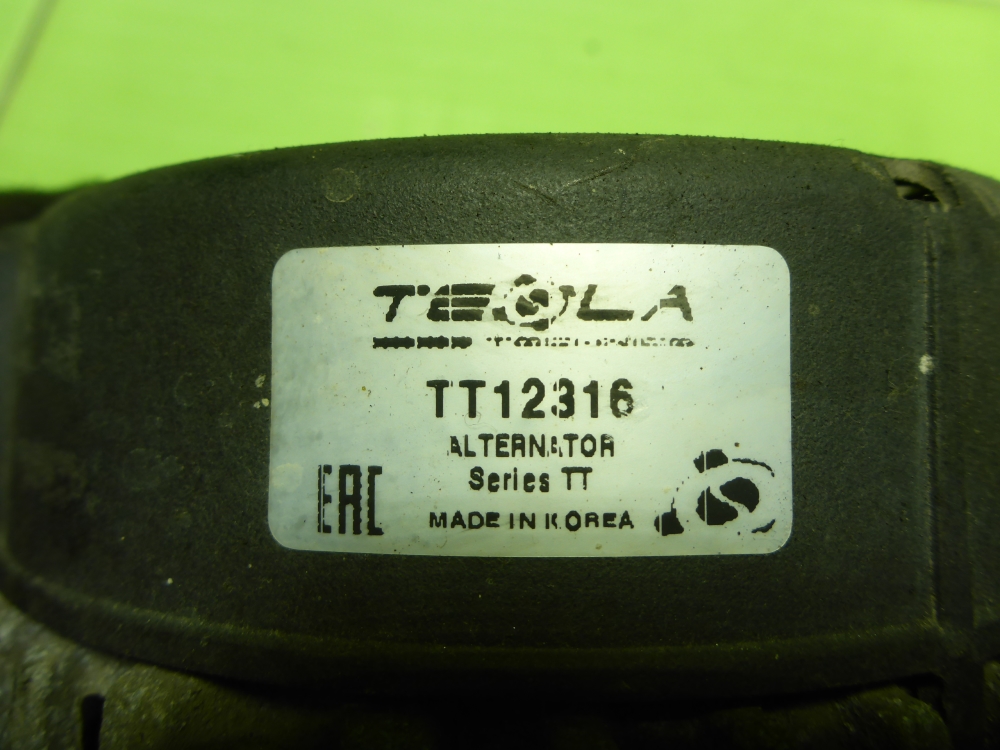 TESLA
TT12316
ALTERNATOR
Series TT
EAC
MADE IN KOREA